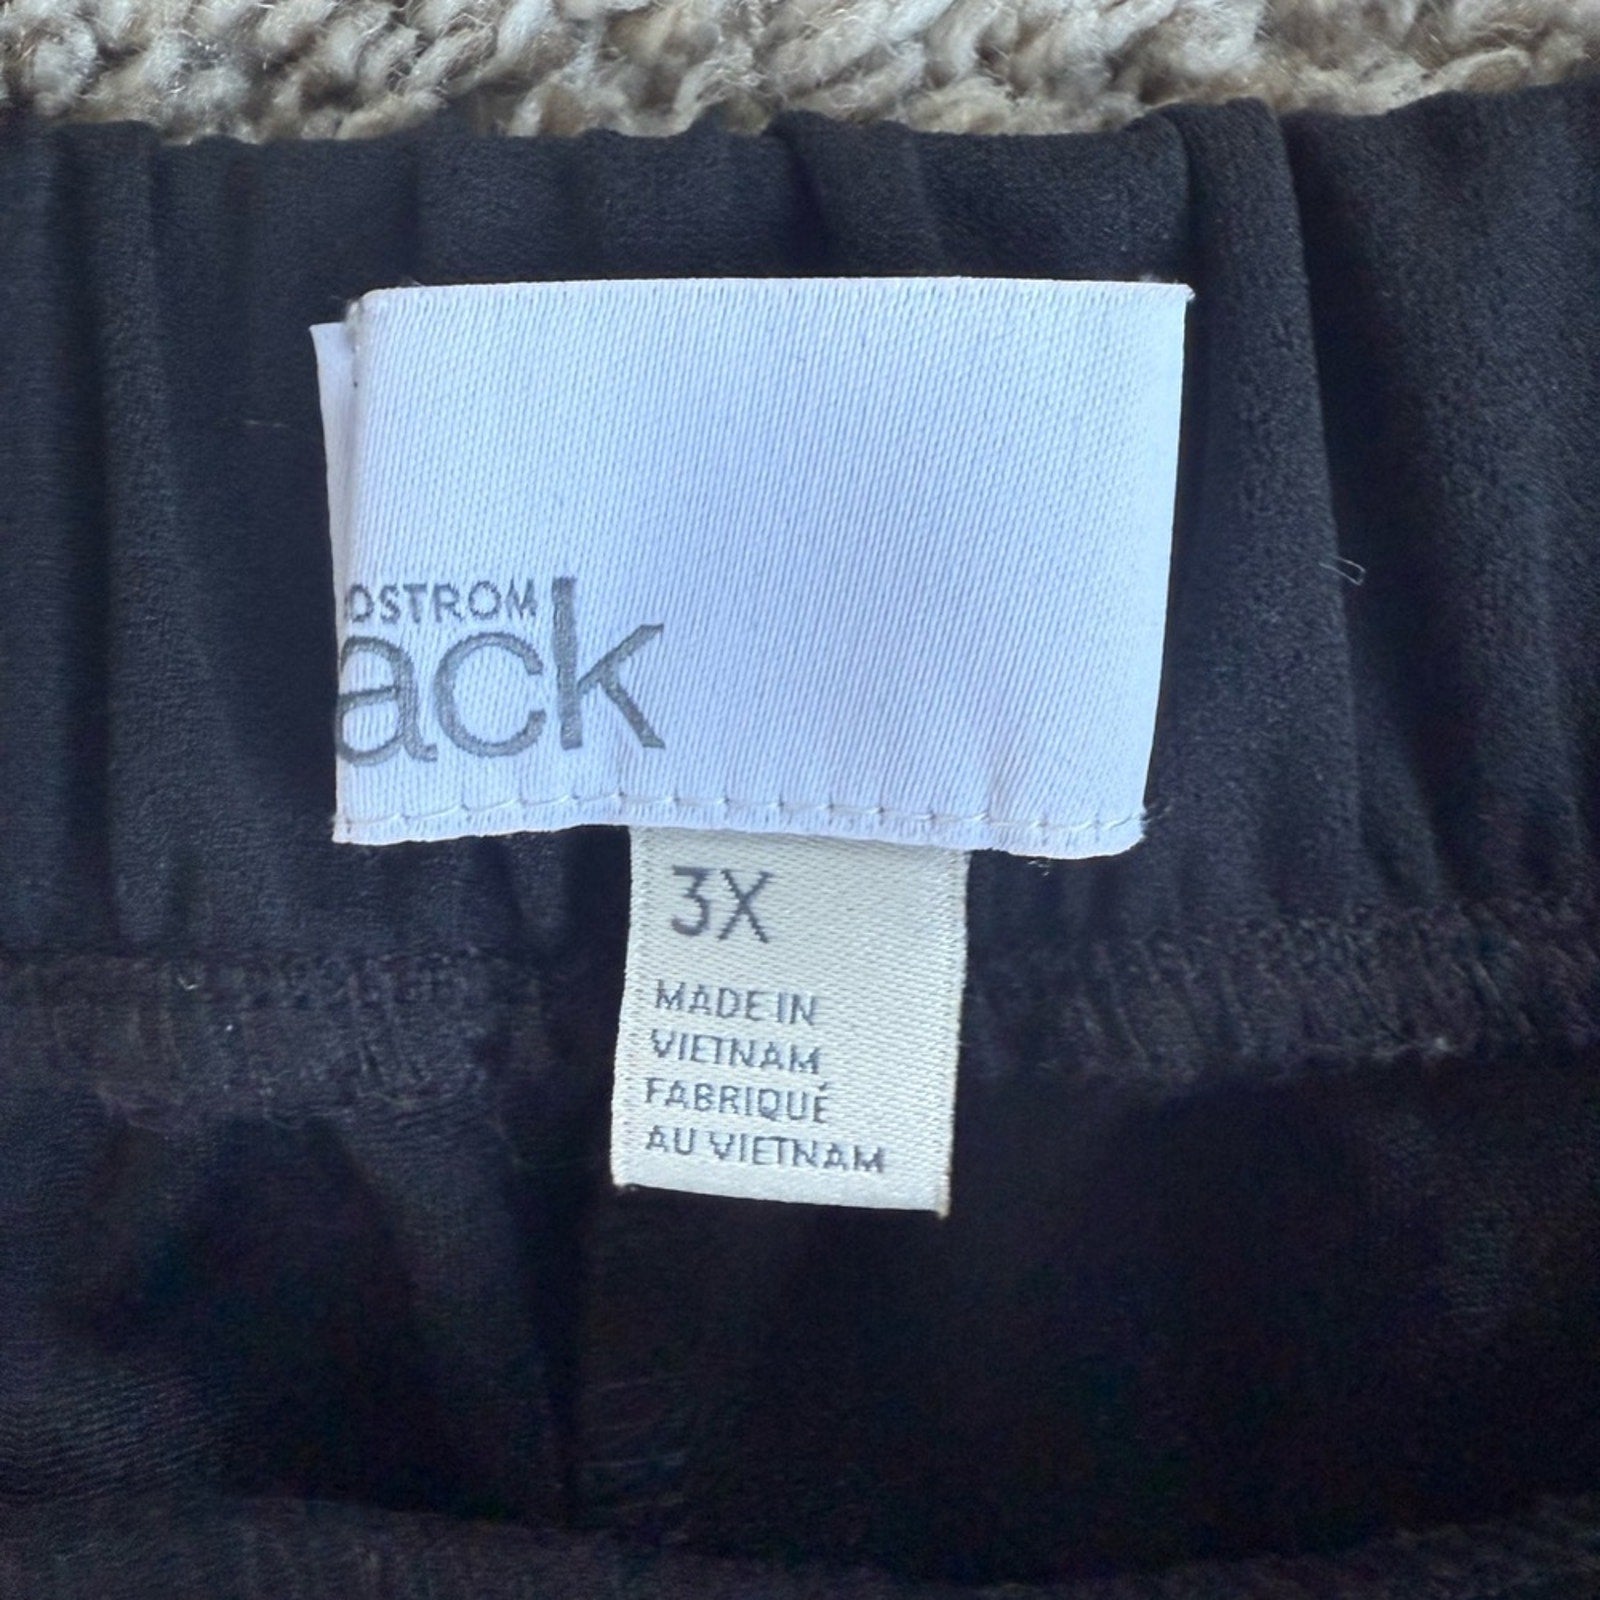 OSTROM
ack
3X
MADE IN
VIETNAM
FABRIQUÉ
AU VIETNAM